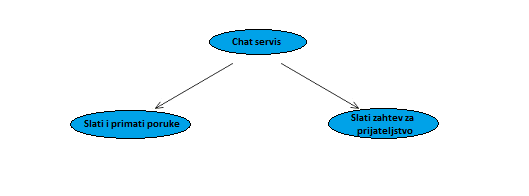 Chat servis
Slati i primati poruke
Slati zahtev za
prijateljstvo